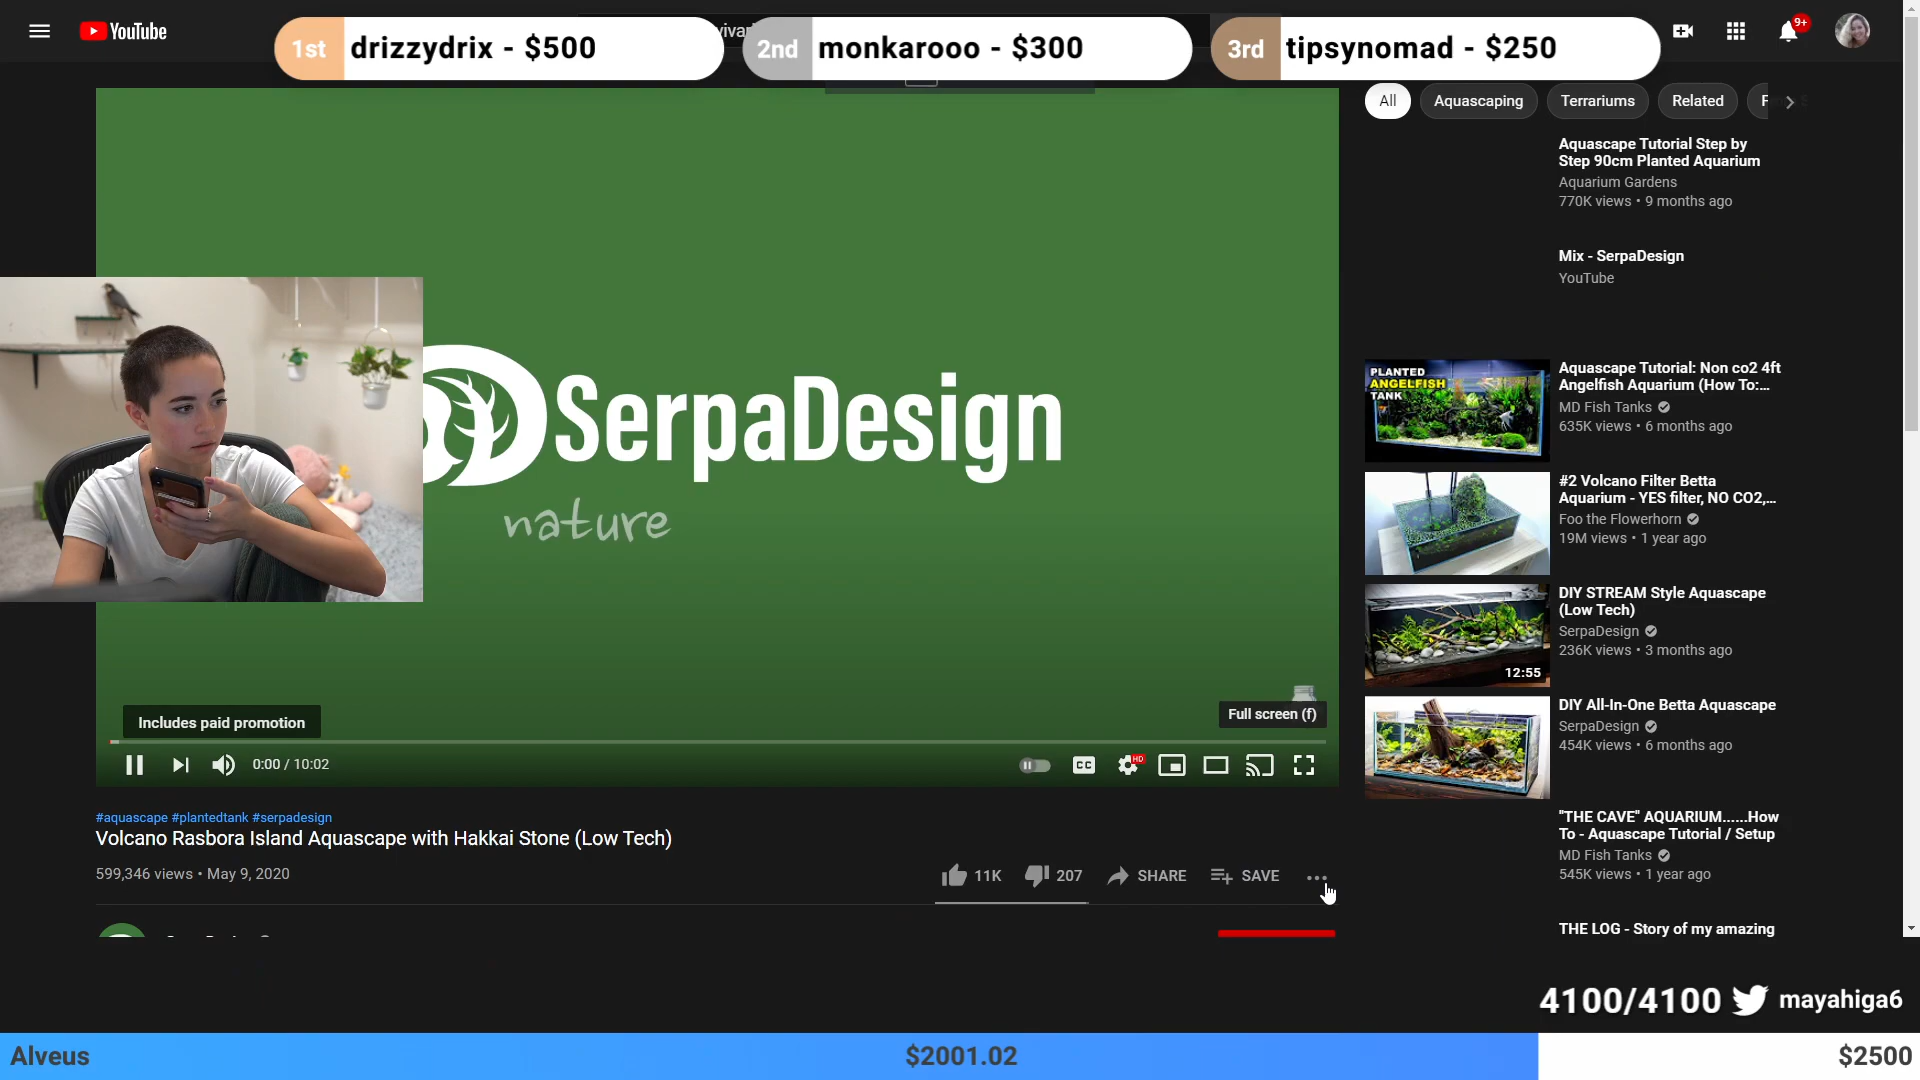 YouTube
1st drizzydrix - $500
2nd monkarooo - $300
3rd tipsynomad - $250
9+
All
Aquascaping
Terrariums
Related
SerpaDesign
nature
Includes paid promotion
Full screen (f)
0:00 / 10:02
CC
HD
#aquascape #plantedtank #serpadesign
Volcano Rasbora Island Aquascape with Hakkai Stone (Low Tech)
599,346 views • May 9, 2020
11K
207
SHARE
SAVE
Aquascape Tutorial Step by
Step 90cm Planted Aquarium
Aquarium Gardens
770K views • 9 months ago
Mix - SerpaDesign
YouTube
PLANTED
ANGELFISH
TANK
Aquascape Tutorial: Non co2 4ft
Angelfish Aquarium (How To:...
MD Fish Tanks
635K views • 6 months ago
#2 Volcano Filter Betta
Aquarium - YES filter, NO CO2,...
Foo the Flowerhorn
19M views • 1 year ago
12:55
DIY STREAM Style Aquascape
(Low Tech)
SerpaDesign
236K views • 3 months ago
DIY All-In-One Betta Aquascape
SerpaDesign
454K views • 6 months ago
"THE CAVE" AQUARIUM......How
To - Aquascape Tutorial / Setup
MD Fish Tanks
545K views • 1 year ago
THE LOG - Story of my amazing
4100/4100 mayahiga6
Alveus $2001.02 $2500